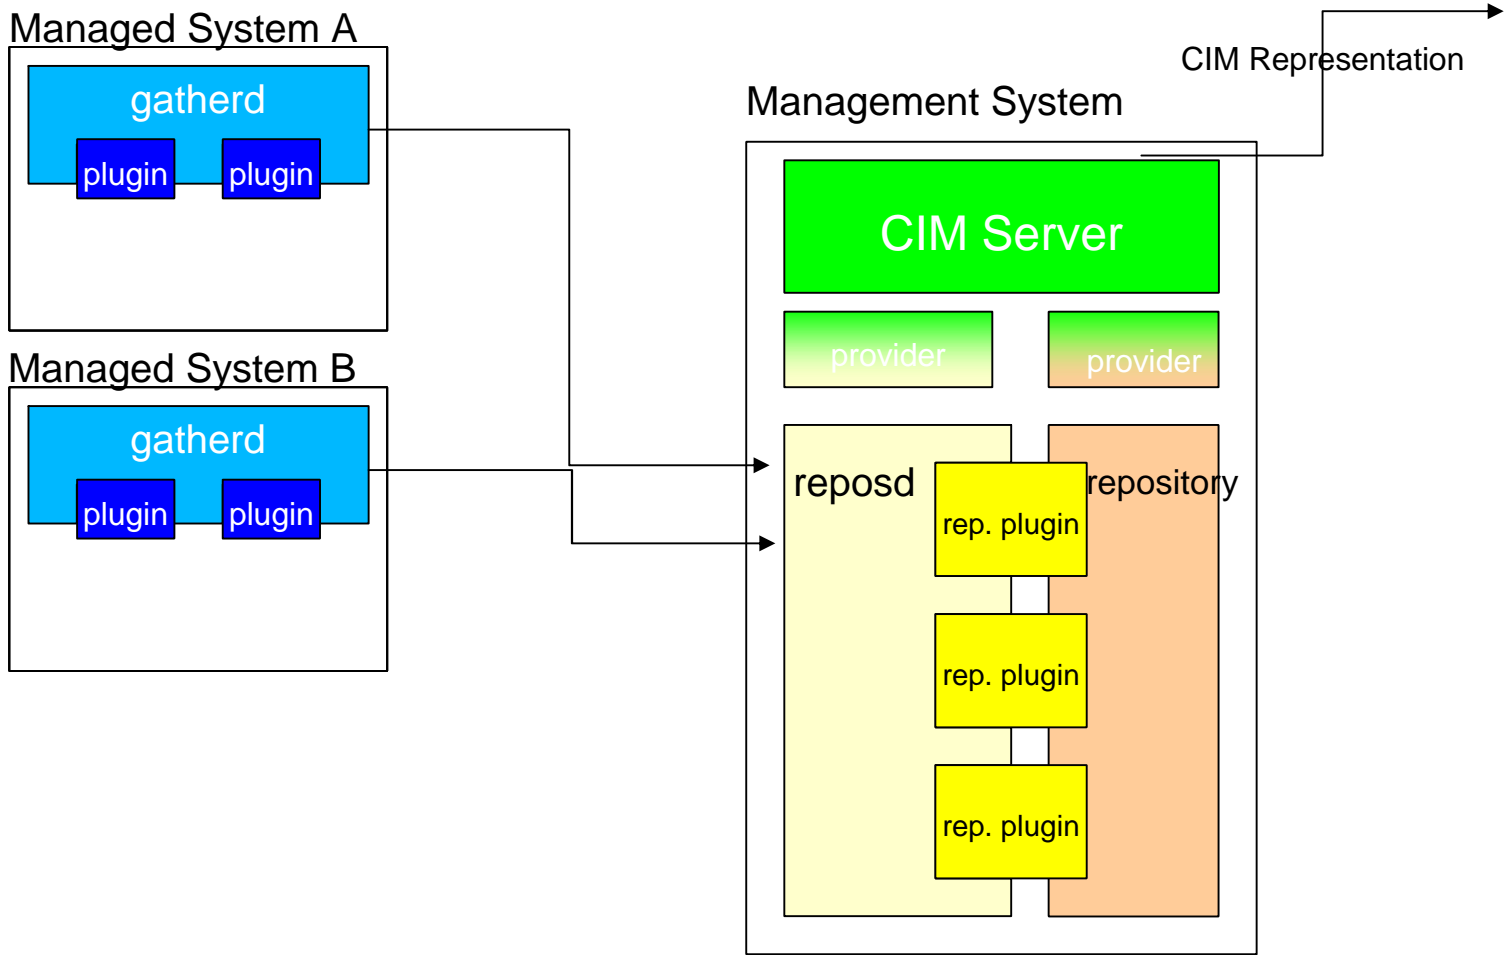 Managed System A
gatherd
plugin plugin
Managed System B
gatherd
plugin plugin
CIM Representation
Management System
CIM Server
provider provider
reposd repository
rep. plugin
rep. plugin
rep. plugin